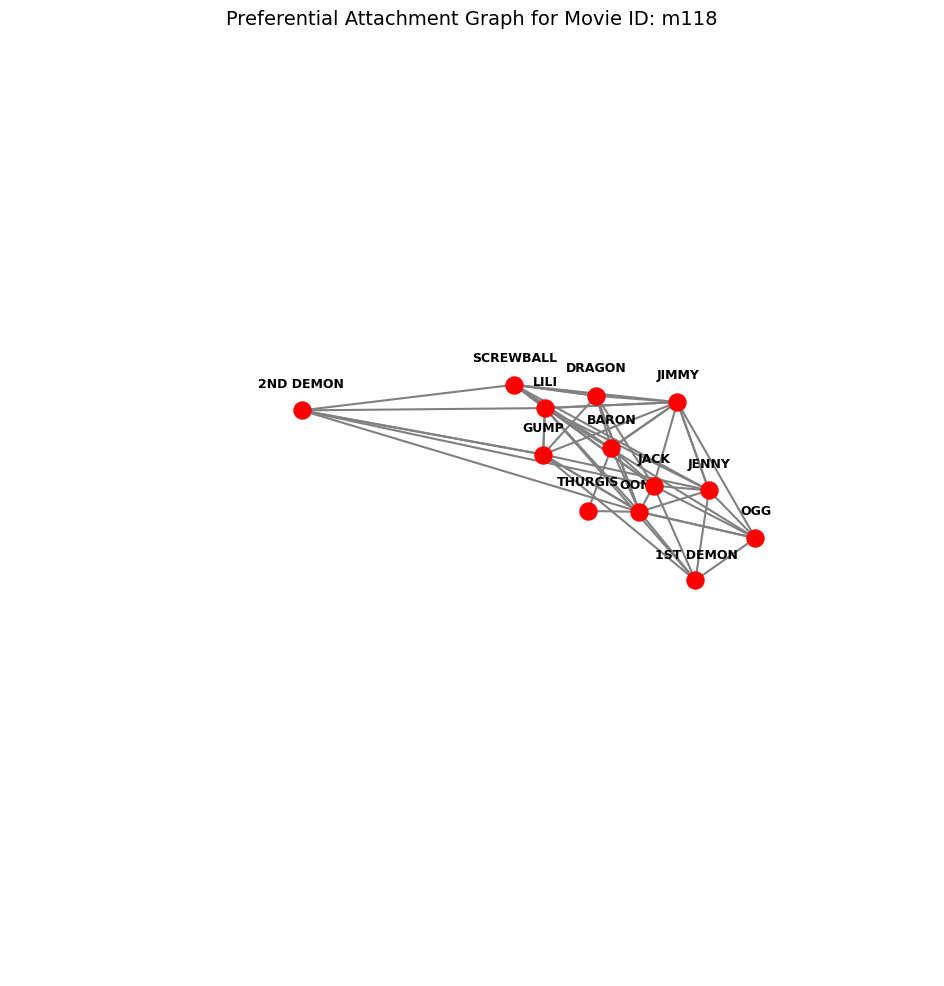 Preferential Attachment Graph for Movie ID: m118
SCREWBALL
DRAGON
JIMMY
2ND DEMON
LILI
BARON
GUMP
JACK
JENNY
THURGIS
OONA
OGG
1ST DEMON